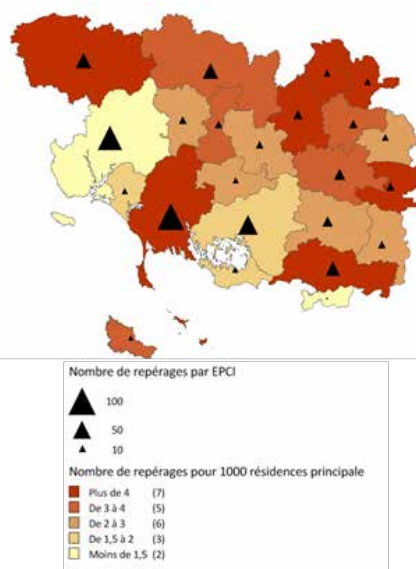 Nombre de repérages par EPCI
100
50
10
Nombre de repérages pour 1000 résidences principale
Plus de 4 (7)
De 3 à 4 (5)
De 2 à 3 (6)
De 1,5 à 2 (3)
Moins de 1,5 (2)